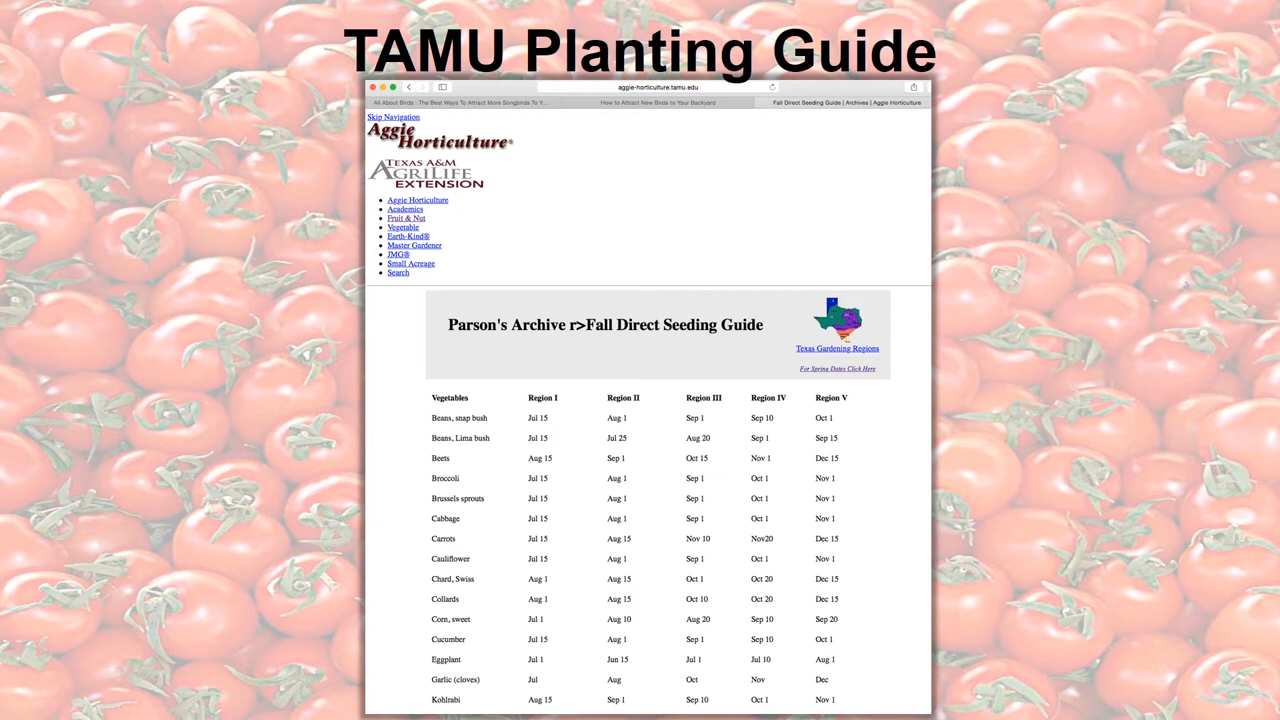 TAMU Planting Guide
aggie-horticulture.tamu.edu
All About Birds : The Best Ways To Attract More Songbirds To Y... How to Attract New Birds to Your Backyard Fall Direct Seeding Guide | Archives | Aggie Horticulture
Skip Navigation
Aggie
Horticulture®
TEXAS A&M
AGRILIFE
EXTENSION
Aggie Horticulture
Academics
Fruit & Nut
Vegetable
Earth-Kind®
Master Gardener
JMG®
Small Acreage
Search
Parson's Archive r>Fall Direct Seeding Guide
Texas Gardening Regions
For Spring Dates Click Here
Vegetables Region I Region II Region III Region IV Region V
Beans, snap bush Jul 15 Aug 1 Sep 1 Sep 10 Oct 1
Beans, Lima bush Jul 15 Jul 25 Aug 20 Sep 1 Sep 15
Beets Aug 15 Sep 1 Oct 15 Nov 1 Dec 15
Broccoli Jul 15 Aug 1 Sep 1 Oct 1 Nov 1
Brussels sprouts Jul 15 Aug 1 Sep 1 Oct 1 Nov 1
Cabbage Jul 15 Aug 1 Sep 1 Oct 1 Nov 1
Carrots Jul 15 Aug 15 Nov 10 Nov20 Dec 15
Cauliflower Jul 15 Aug 1 Sep 1 Oct 1 Nov 1
Chard, Swiss Aug 1 Aug 15 Oct 1 Oct 20 Dec 15
Collards Aug 1 Aug 15 Oct 10 Oct 20 Dec 15
Corn, sweet Jul 1 Aug 10 Aug 20 Sep 10 Sep 20
Cucumber Jul 15 Aug 1 Sep 1 Sep 10 Oct 1
Eggplant Jul 1 Jun 15 Jul 1 Jul 10 Aug 1
Garlic (cloves) Jul Aug Oct Nov Dec
Kohlrabi Aug 15 Sep 1 Sep 10 Oct 1 Nov 1